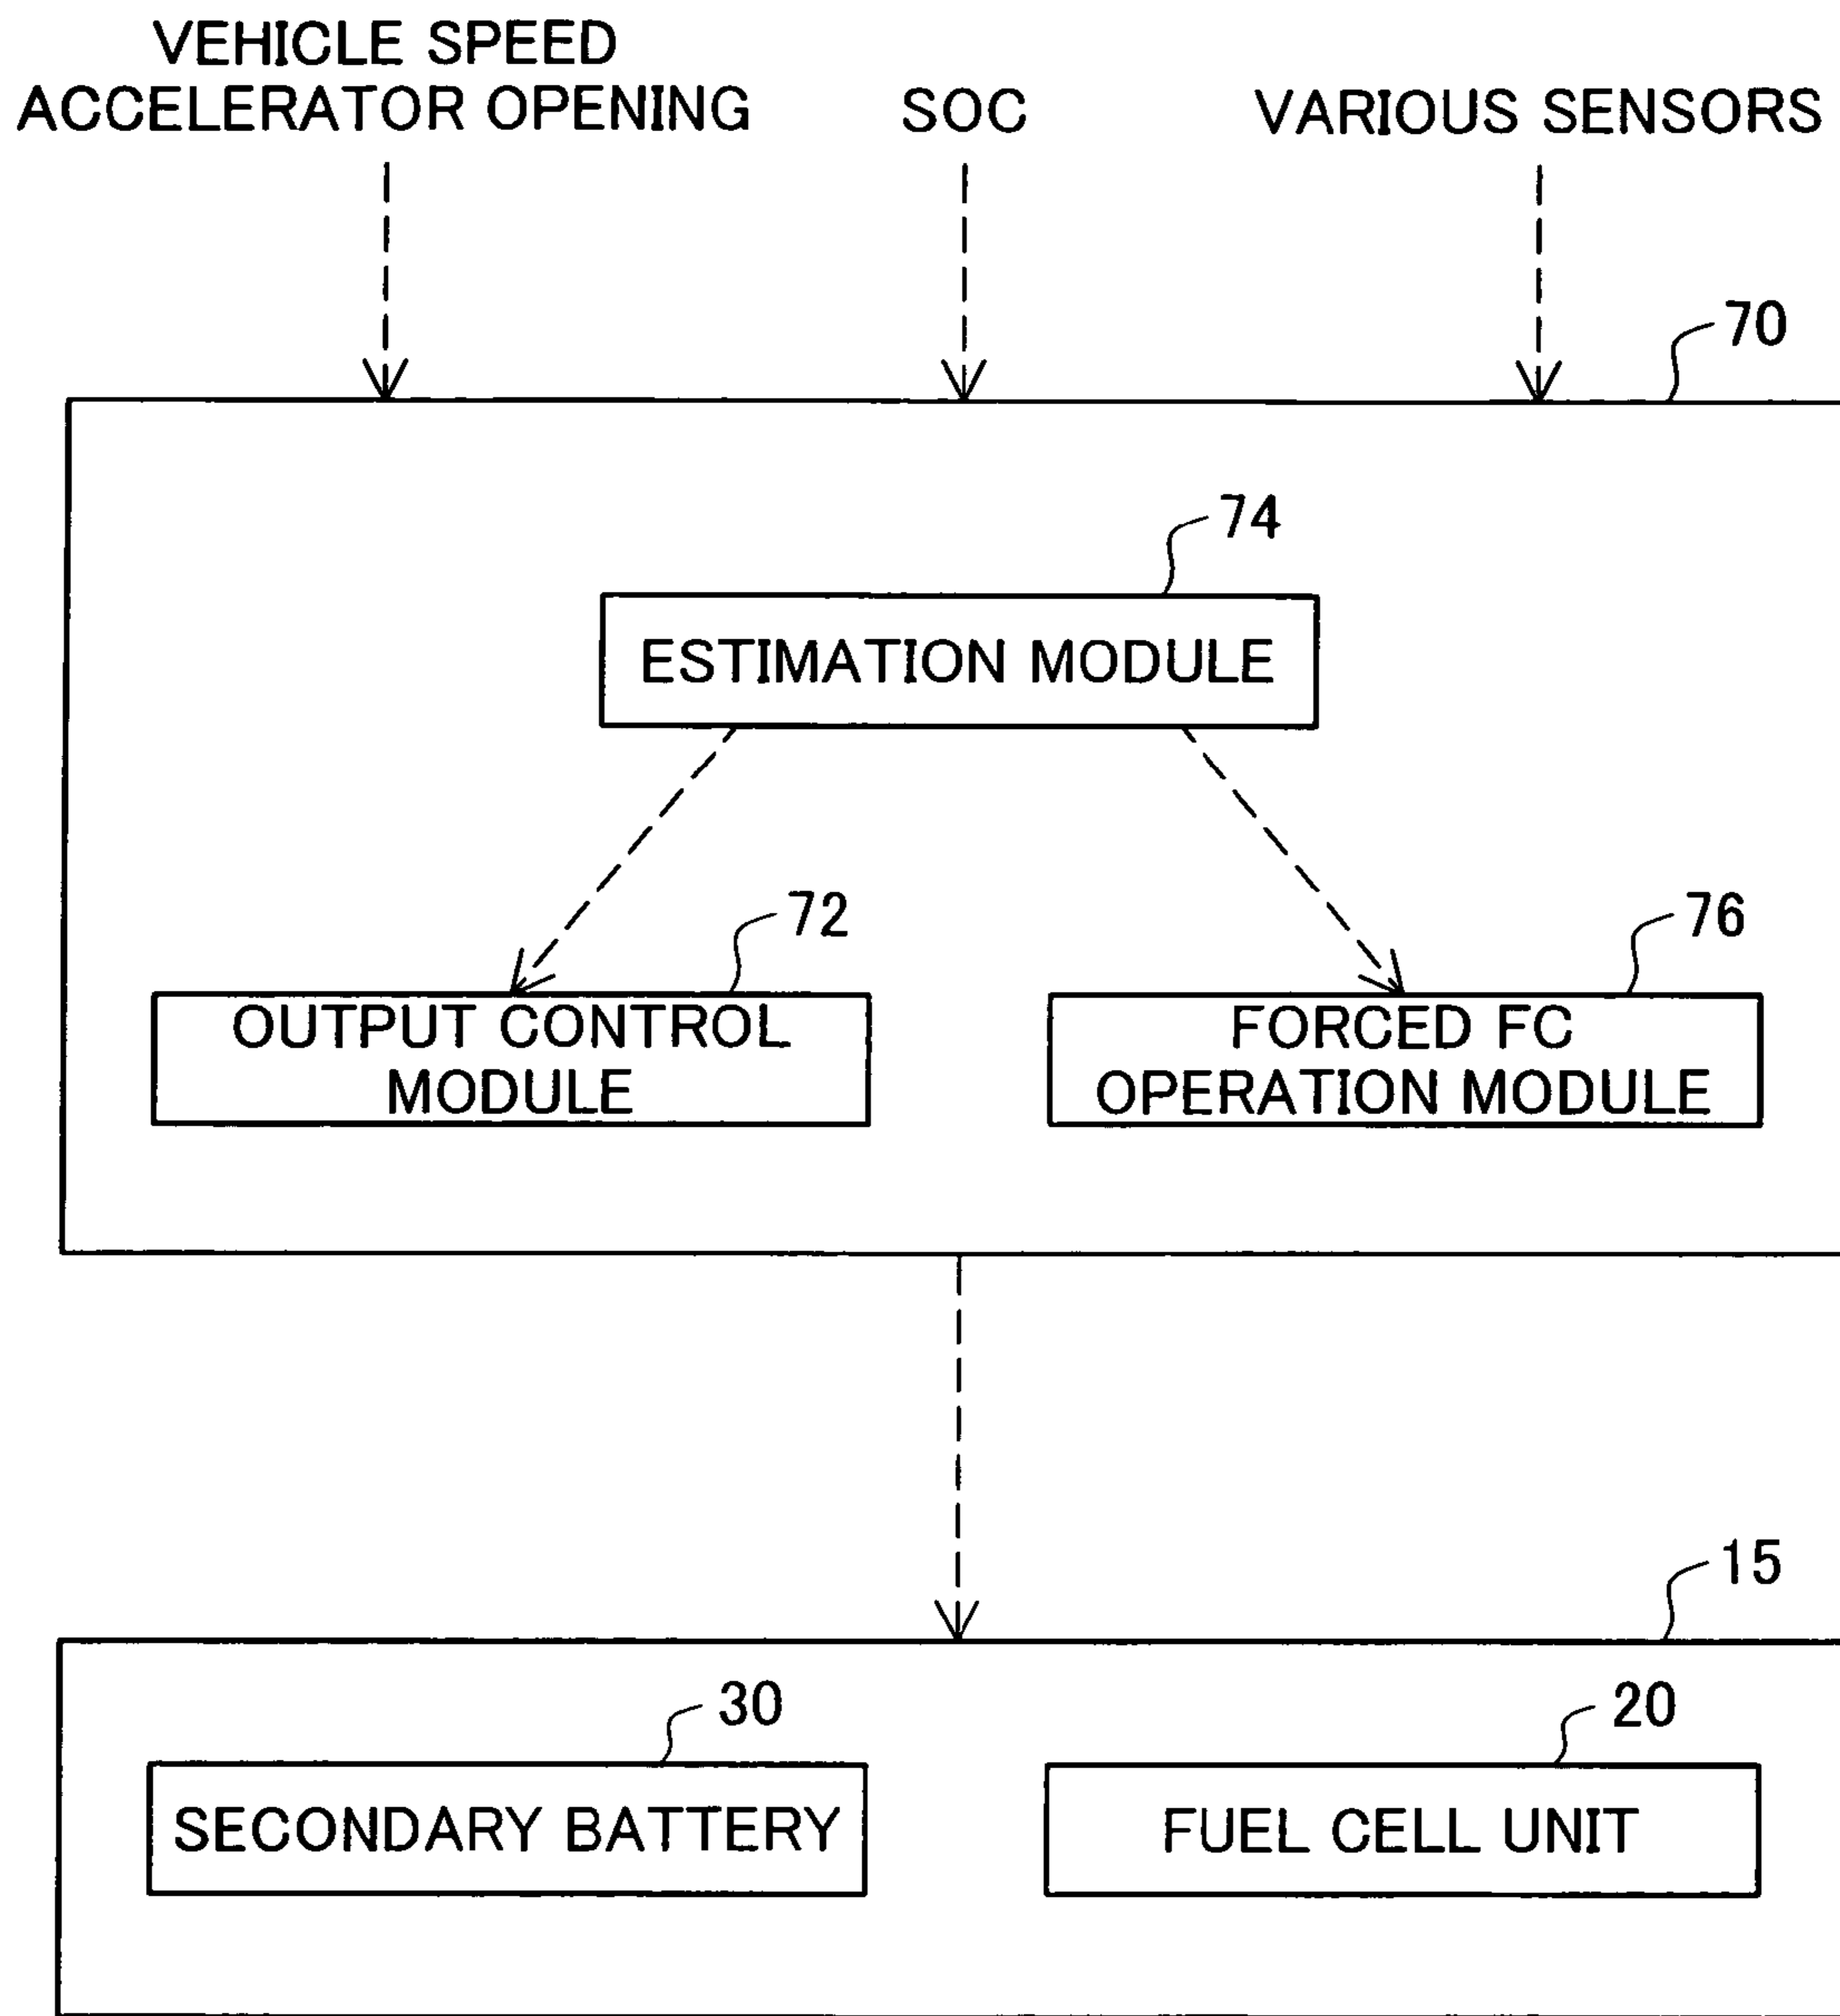 VEHICLE SPEED
ACCELERATOR OPENING
SOC
VARIOUS SENSORS
70
74
ESTIMATION MODULE
72
76
OUTPUT CONTROL
MODULE
FORCED FC
OPERATION MODULE
15
30
20
SECONDARY BATTERY
FUEL CELL UNIT